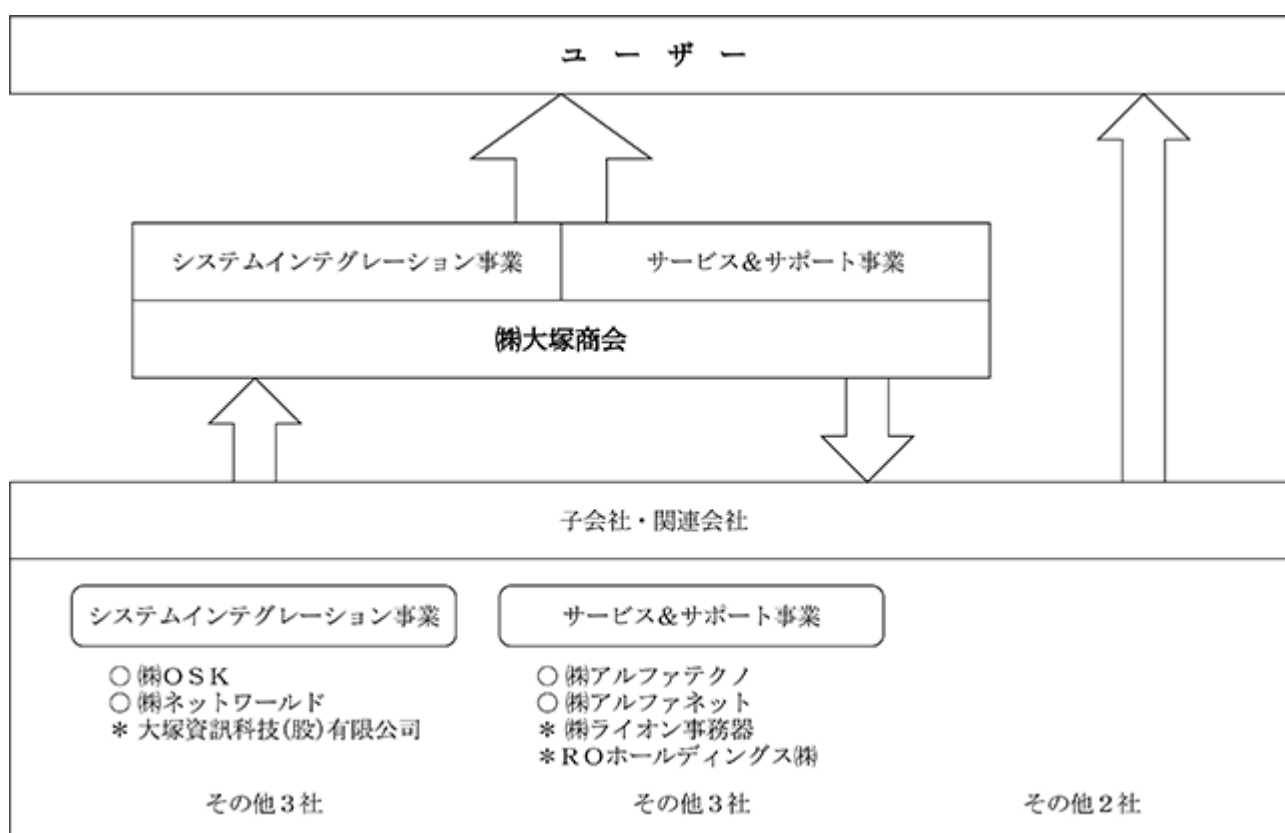 ユーザー
システムインテグレーション事業
サービス&サポート事業
㈱大塚商会
子会社・関連会社
システムインテグレーション事業
○㈱OSK
○㈱ネットワールド
*大塚資訊科技(股)有限公司
その他3社
サービス&サポート事業
○㈱アルファテクノ
○㈱アルファネット
*㈱ライオン事務器
*ROホールディングス㈱
その他3社
その他2社